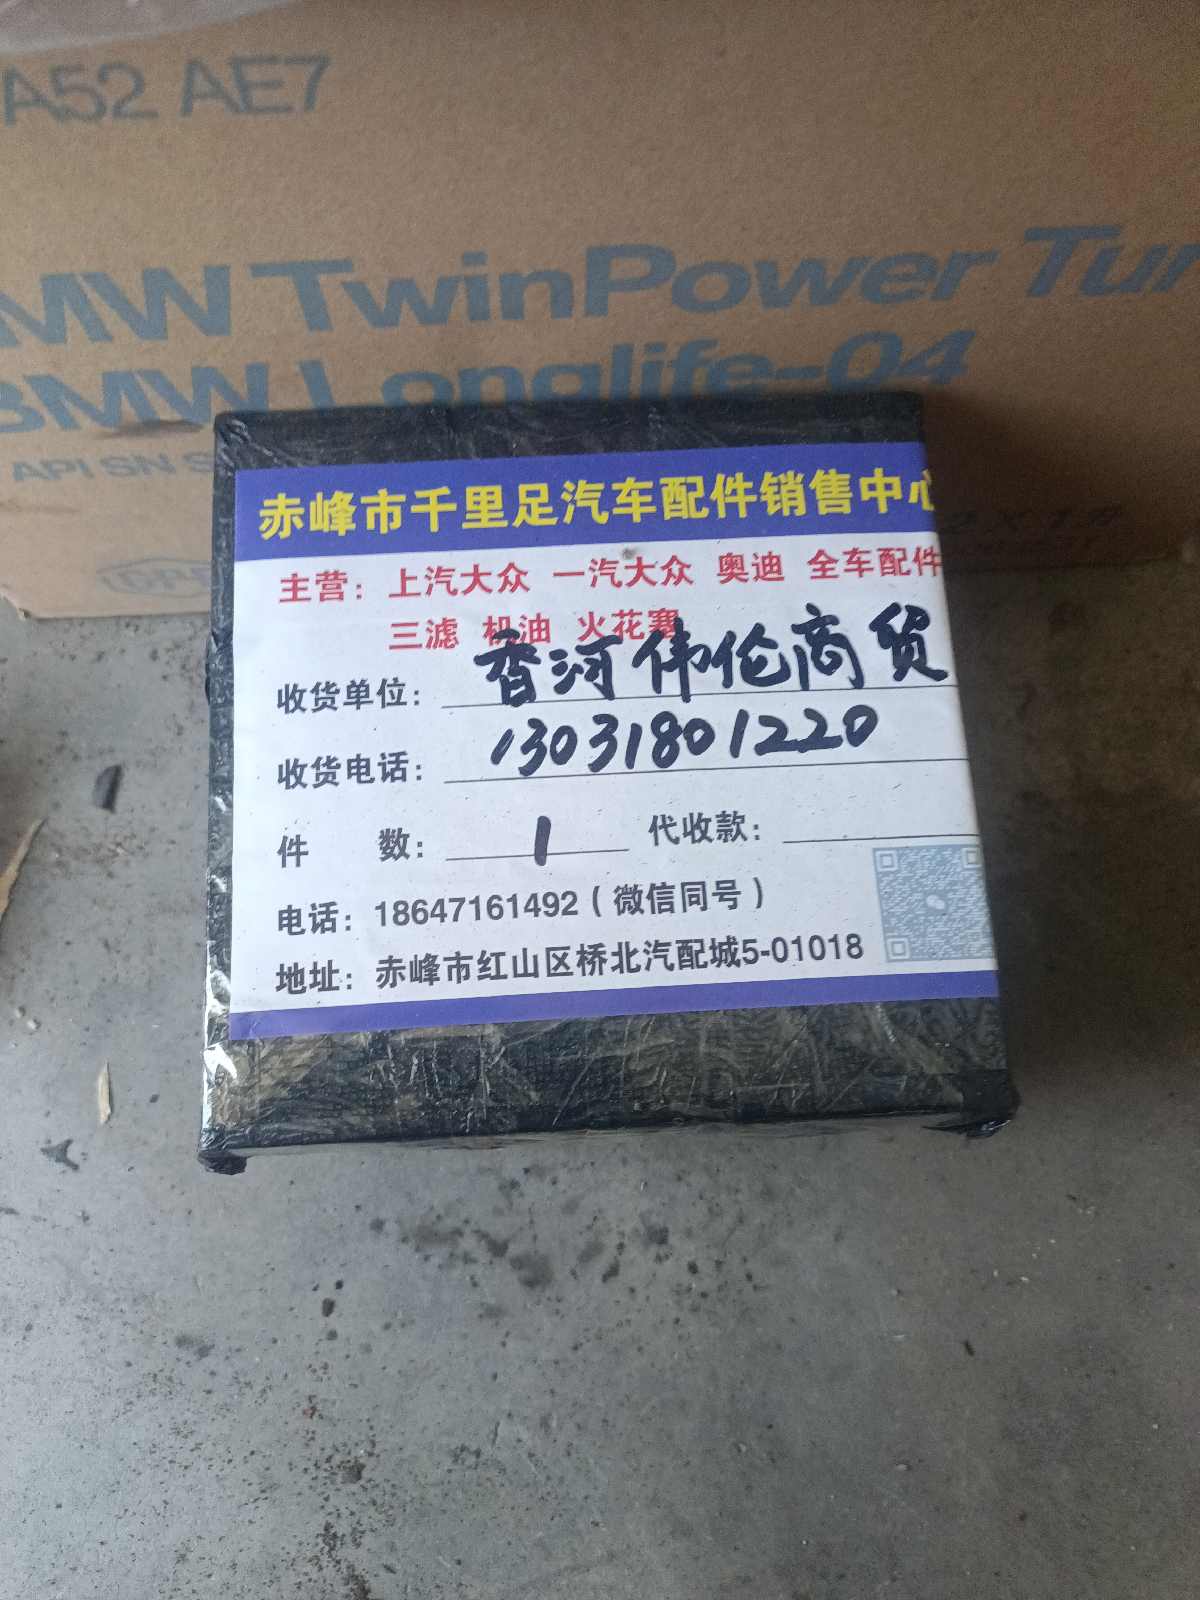 A52 AE7
MW TwinPower Tur
BMW Longlife-04
API SN S
赤峰市千里足汽车配件销售中心
主营：上汽大众 一汽大众 奥迪 全车配件
三滤 机油 火花塞
收货单位：香河伟伦商贸
收货电话：13031801220
件 数：1 代收款：
电话：18647161492（微信同号）
地址：赤峰市红山区桥北汽配城5-01018